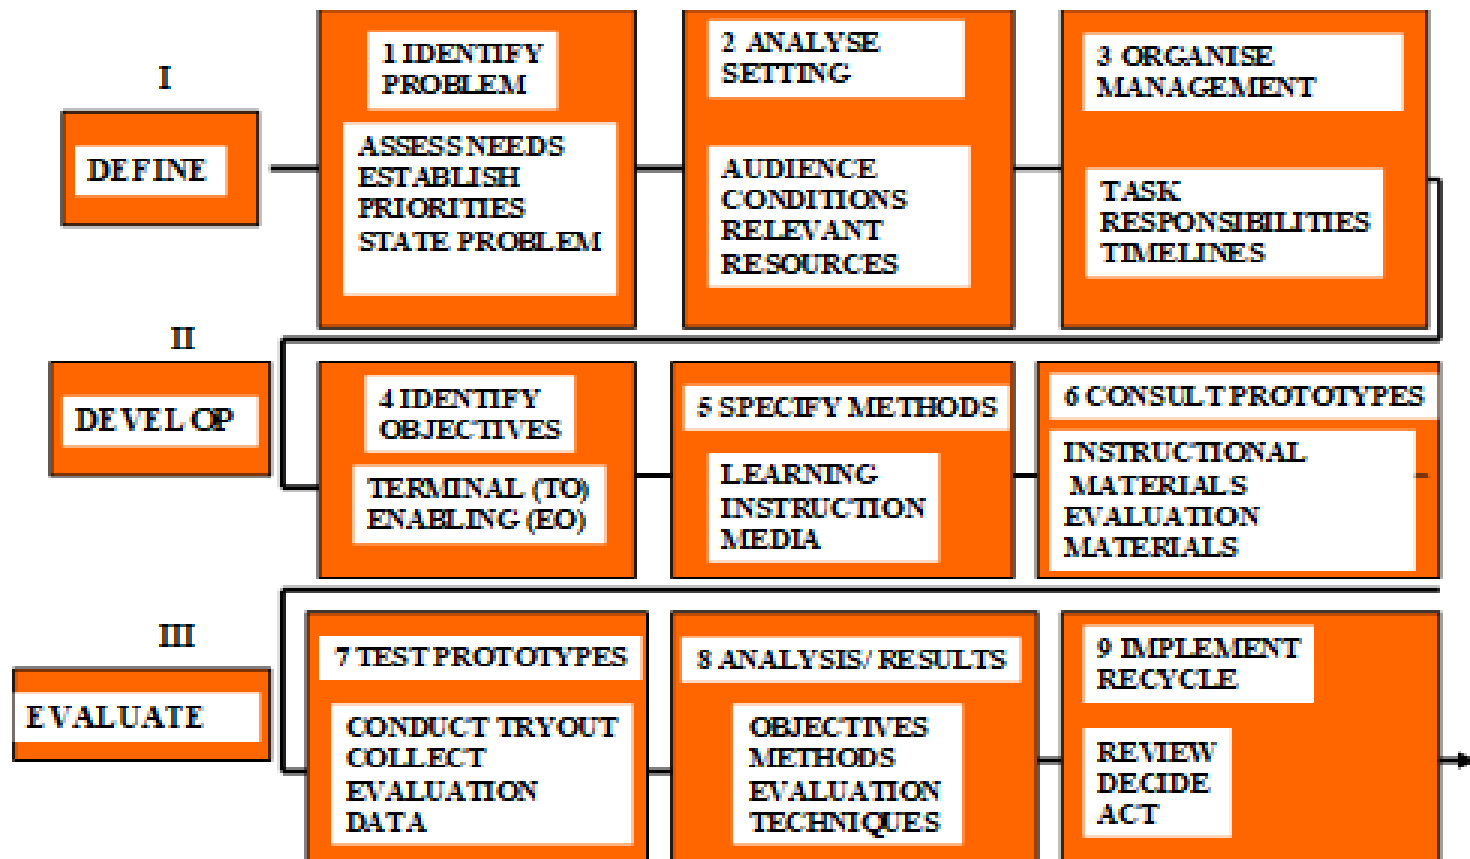 I
DEFINE
1 IDENTIFY
PROBLEM
ASSESS NEEDS
ESTABLISH
PRIORITIES
STATE PROBLEM
2 ANALYSE
SETTING
AUDIENCE
CONDITIONS
RELEVANT
RESOURCES
3 ORGANISE
MANAGEMENT
TASK
RESPONSIBILITIES
TIMELINES
II
DEVELOP
4 IDENTIFY
OBJECTIVES
TERMINAL (TO)
ENABLING (EO)
5 SPECIFY METHODS
LEARNING
INSTRUCTION
MEDIA
6 CONSULT PROTOTYPES
INSTRUCTIONAL
MATERIALS
EVALUATION
MATERIALS
III
EVALUATE
7 TEST PROTOTYPES
CONDUCT TRYOUT
COLLECT
EVALUATION
DATA
8 ANALYSIS/ RESULTS
OBJECTIVES
METHODS
EVALUATION
TECHNIQUES
9 IMPLEMENT
RECYCLE
REVIEW
DECIDE
ACT